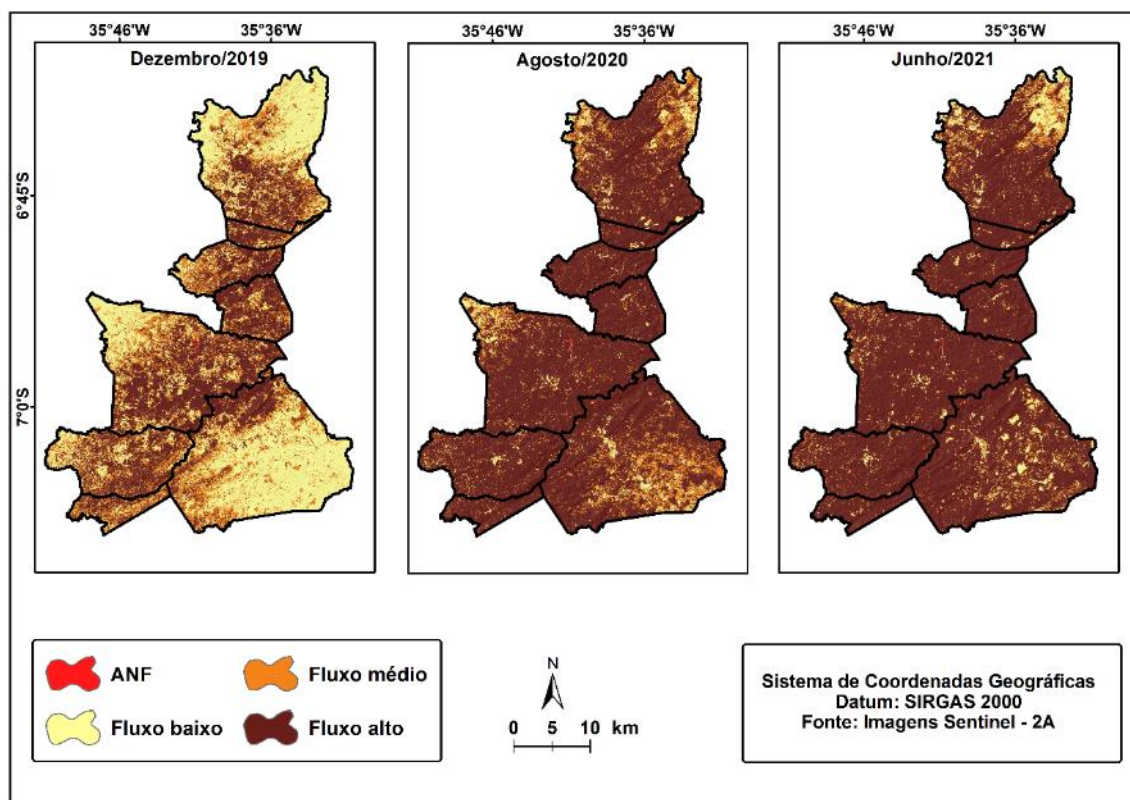 35°46'W 35°36'W 35°46'W 35°36'W 35°46'W 35°36'W
Dezembro/2019 Agosto/2020 Junho/2021
6°45'S
7°0'S
ANF
Fluxo médio
Fluxo baixo
Fluxo alto
N
0 5 10 km
Sistema de Coordenadas Geográficas
Datum: SIRGAS 2000
Fonte: Imagens Sentinel - 2A